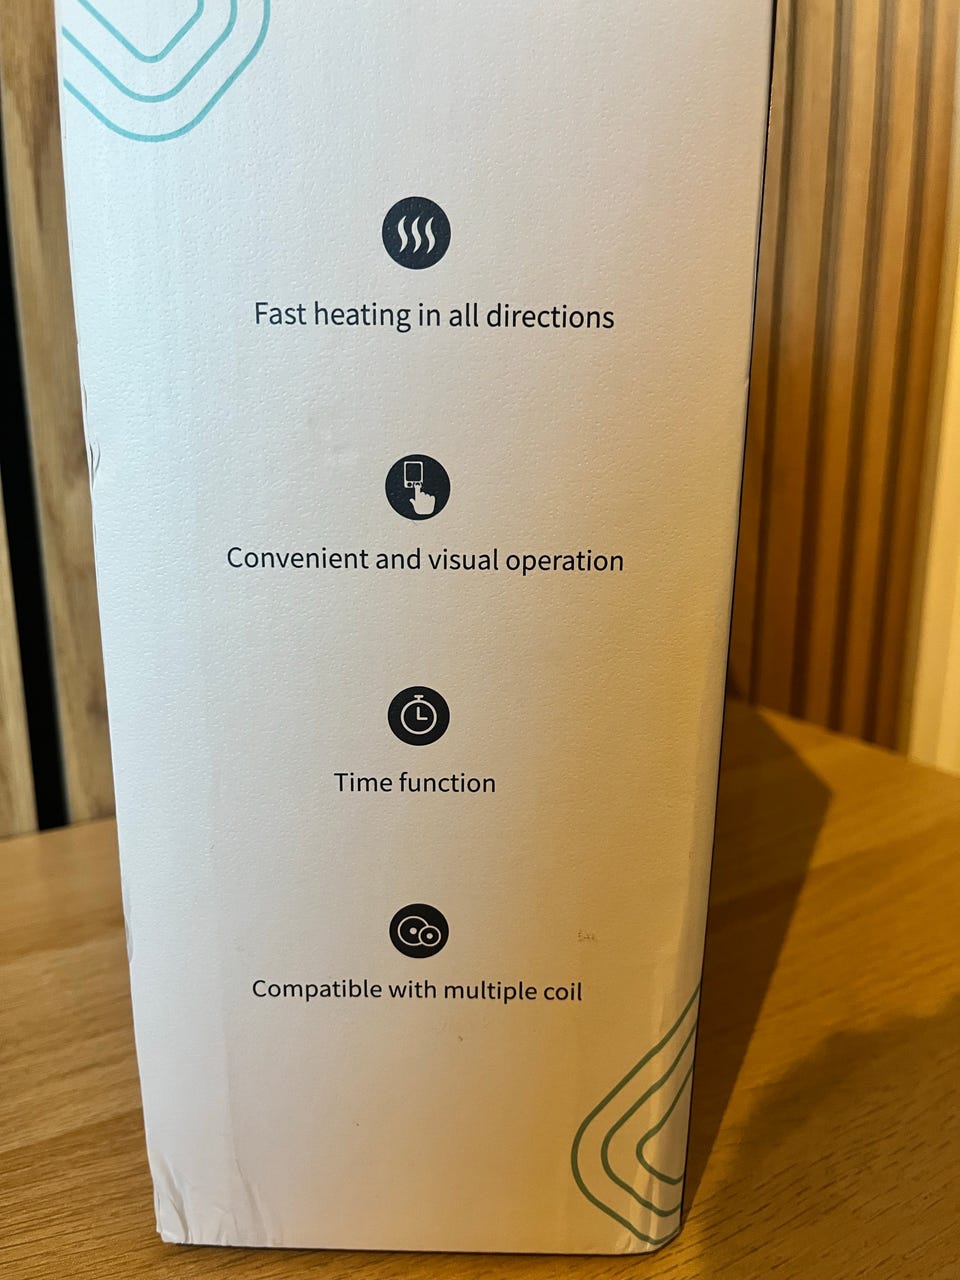 Fast heating in all directions
Convenient and visual operation
Time function
Compatible with multiple coil